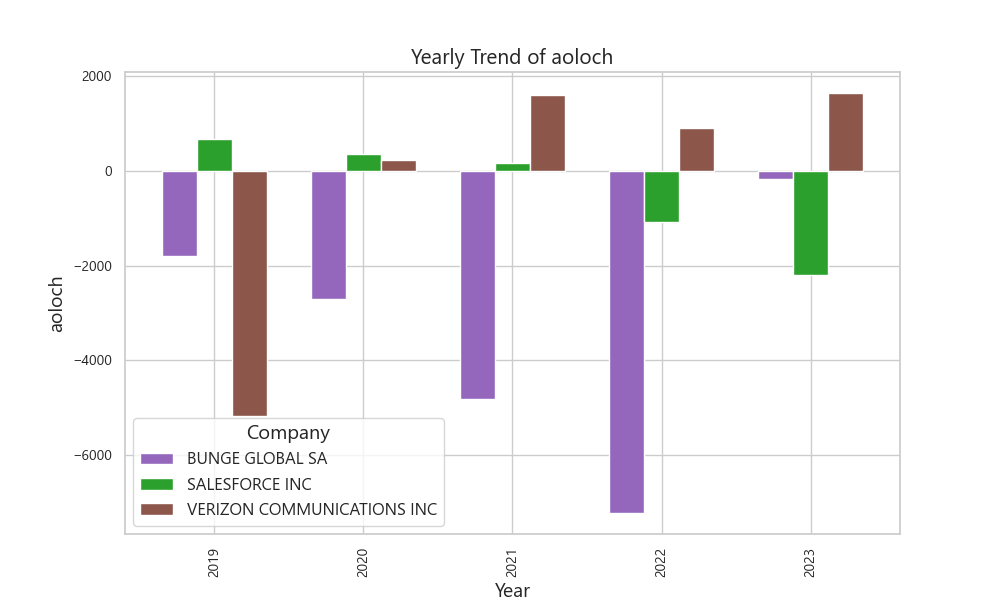 Yearly Trend of aoloch
aoloch
2000
0
−2000
−4000
−6000
Company
BUNGE GLOBAL SA
SALESFORCE INC
VERIZON COMMUNICATIONS INC
2019
2020
2021
2022
2023
Year